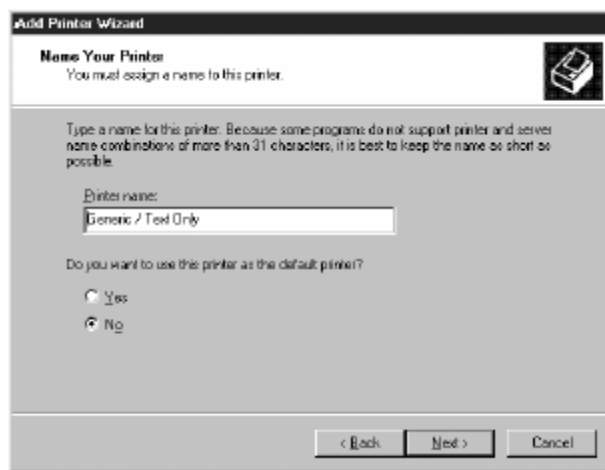 Add Printer Wizard
Name Your Printer
You must assign a name to this printer.
Type a name for this printer. Because some programs do not support printer and server
name combinations of more than 31 characters, it is best to keep the name as short as
possible.
Printer name:
Generic / Text Only
Do you want to use this printer as the default printer?
Yes
No
< Back
Next >
Cancel